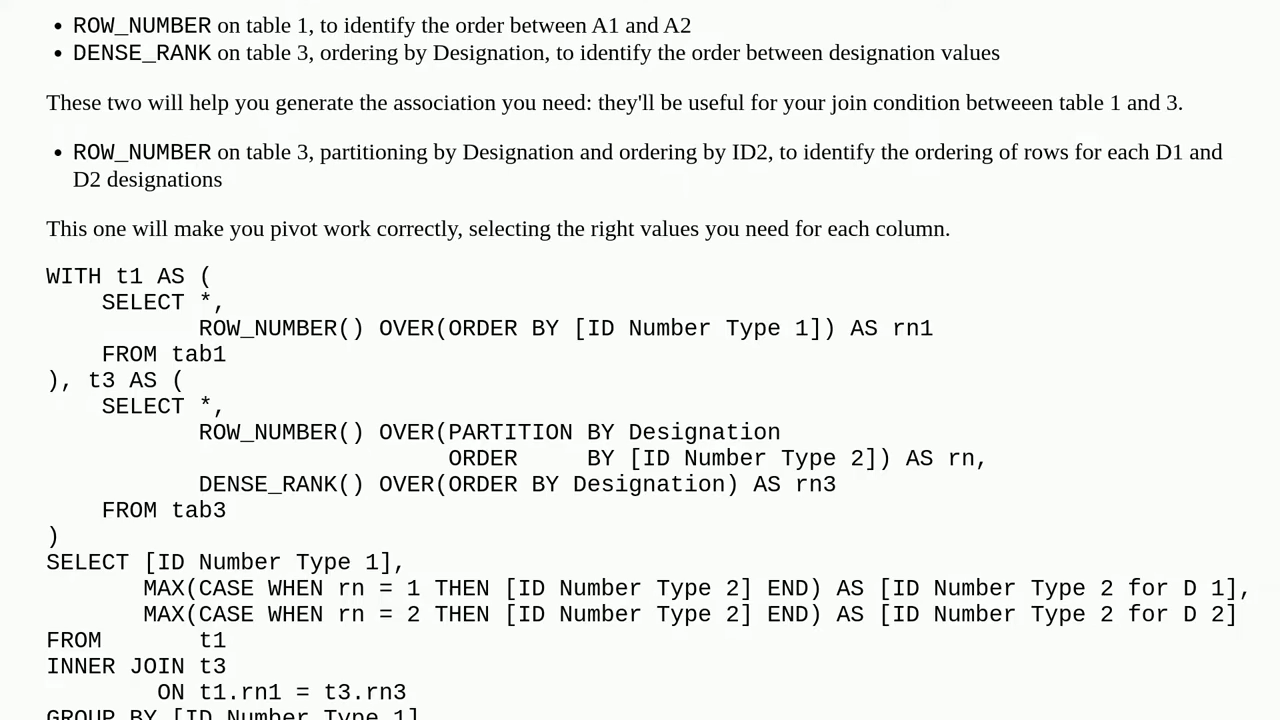 • ROW_NUMBER on table 1, to identify the order between A1 and A2
• DENSE_RANK on table 3, ordering by Designation, to identify the order between designation values
These two will help you generate the association you need: they'll be useful for your join condition betweeen table 1 and 3.
• ROW_NUMBER on table 3, partitioning by Designation and ordering by ID2, to identify the ordering of rows for each D1 and
D2 designations
This one will make you pivot work correctly, selecting the right values you need for each column.
WITH t1 AS (
    SELECT *,
           ROW_NUMBER() OVER(ORDER BY [ID Number Type 1]) AS rn1
    FROM tab1
), t3 AS (
    SELECT *,
           ROW_NUMBER() OVER(PARTITION BY Designation
                             ORDER     BY [ID Number Type 2]) AS rn,
           DENSE_RANK() OVER(ORDER BY Designation) AS rn3
    FROM tab3
)
SELECT [ID Number Type 1],
       MAX(CASE WHEN rn = 1 THEN [ID Number Type 2] END) AS [ID Number Type 2 for D 1],
       MAX(CASE WHEN rn = 2 THEN [ID Number Type 2] END) AS [ID Number Type 2 for D 2]
FROM       t1
INNER JOIN t3
        ON t1.rn1 = t3.rn3
GROUP BY [ID Number Type 1]